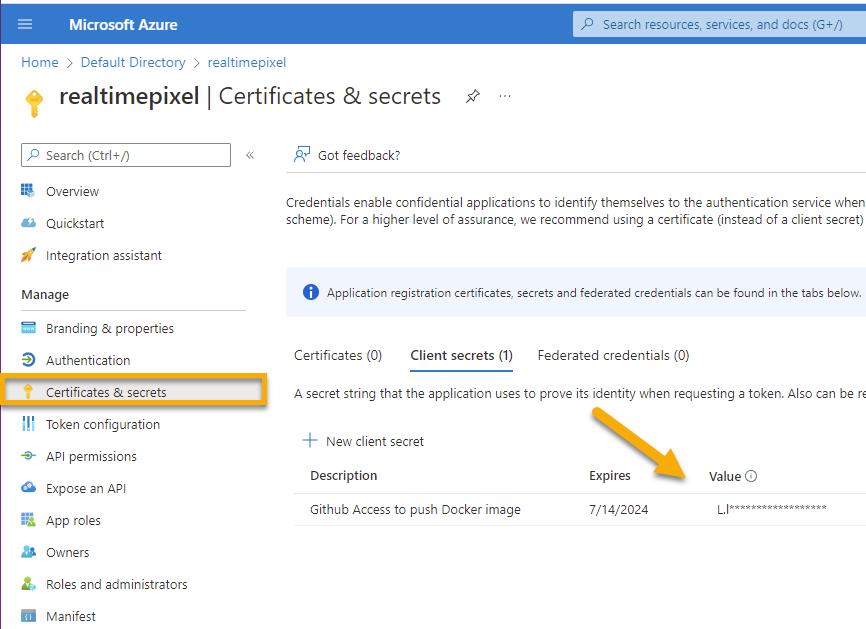 Microsoft Azure
Search resources, services, and docs (G+/)
Home > Default Directory > realtimepixel
realtimepixel | Certificates & secrets
Search (Ctrl+/)
Got feedback?
Overview
Quickstart
Integration assistant
Manage
Branding & properties
Authentication
Certificates & secrets
Token configuration
API permissions
Expose an API
App roles
Owners
Roles and administrators
Manifest
Credentials enable confidential applications to identify themselves to the authentication service when
scheme). For a higher level of assurance, we recommend using a certificate (instead of a client secret)
Application registration certificates, secrets and federated credentials can be found in the tabs below.
Certificates (0) Client secrets (1) Federated credentials (0)
A secret string that the application uses to prove its identity when requesting a token. Also can be re
New client secret
Description Expires Value
Github Access to push Docker image 7/14/2024 L.l******************